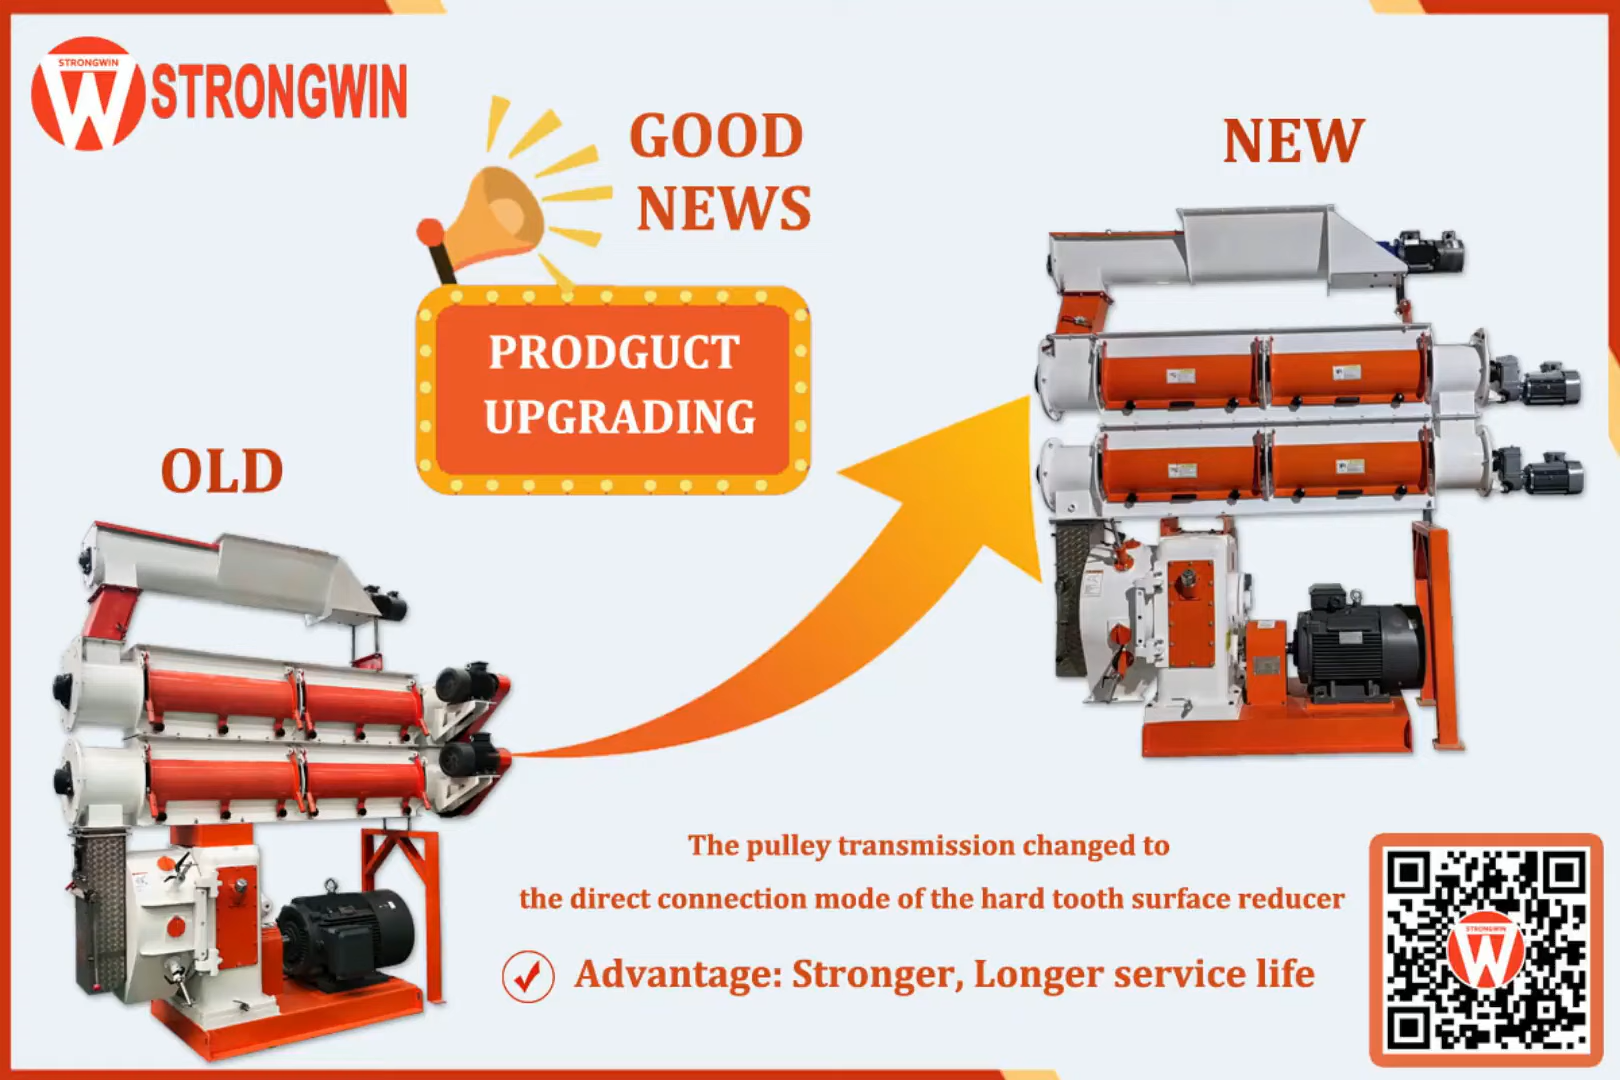 STRONGWIN
STRONGWIN
GOOD
NEWS
NEW
PRODGUCT
UPGRADING
OLD
The pulley transmission changed to
the direct connection mode of the hard tooth surface reducer
Advantage: Stronger, Longer service life
STRONGWIN